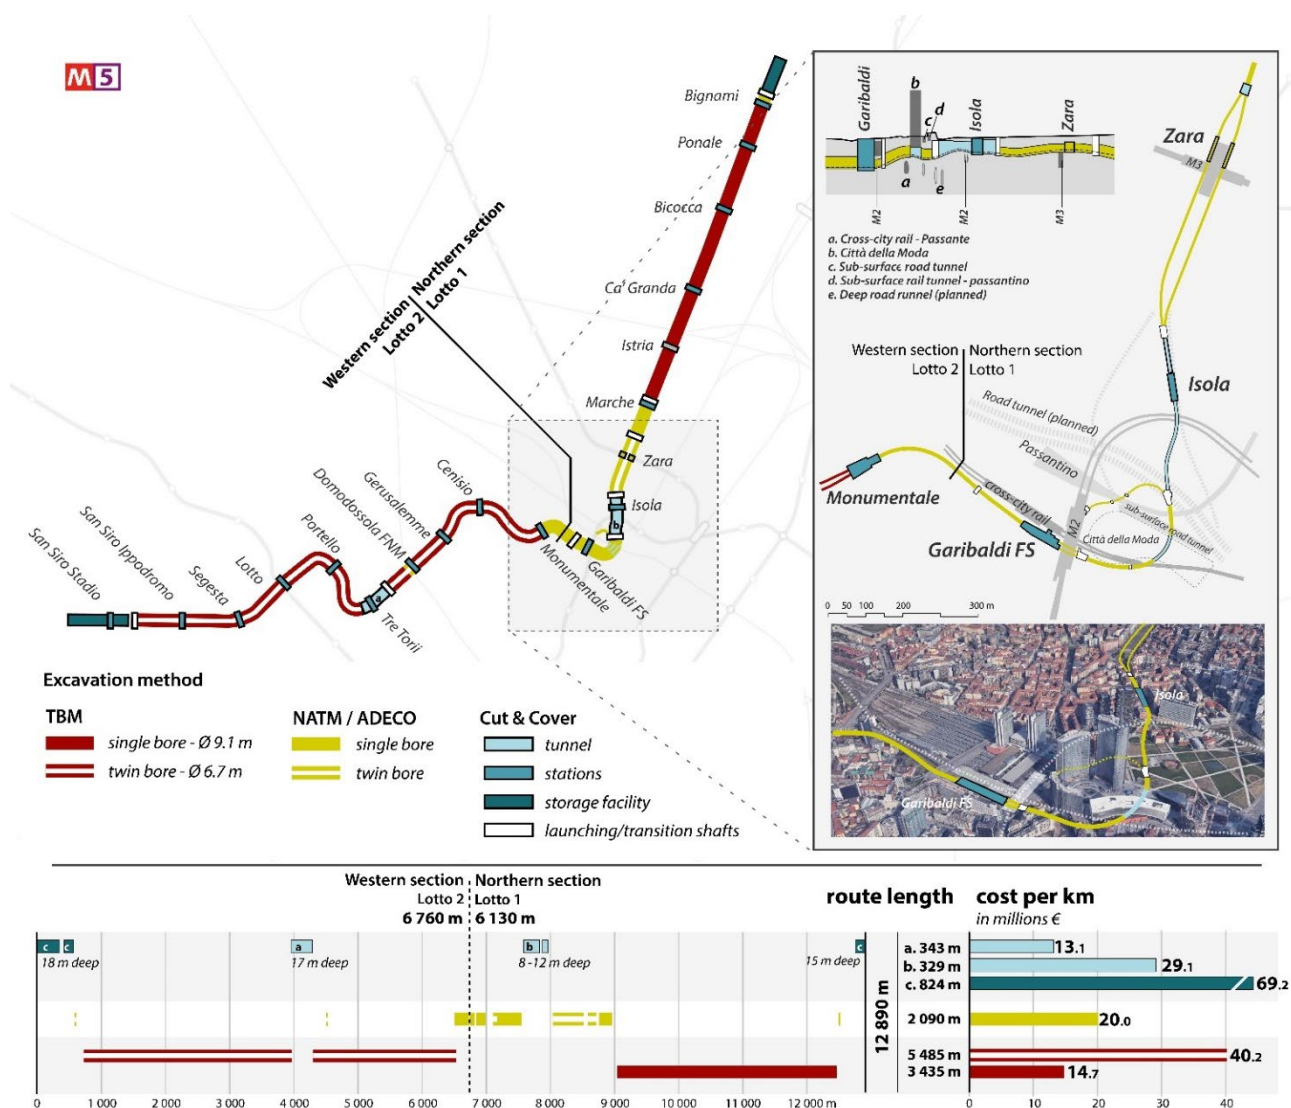 M 5
Bignami
Ponale
Bicocca
Ca' Granda
Istria
Marche
Zara
Isola
b
Western section
Northern section
Lotto 2
Lotto 1
Garibaldi FS
Monumentale
Cenisio
Gerusalemme
Domodossola FNM
a
Tre Torii
Portello
Lotto
Segesta
San Siro Ippodromo
San Siro Stadio
Excavation method
TBM
single bore - Ø 9.1 m
twin bore - Ø 6.7 m
NATM / ADECO
single bore
twin bore
Cut & Cover
tunnel
stations
storage facility
launching/transition shafts
Garibaldi
b
c
d
Isola
Zara
a
e
M2
M2
M3
a. Cross-city rail - Passante
b. Città della Moda
c. Sub-surface road tunnel
d. Sub-surface rail tunnel - passantino
e. Deep road runnel (planned)
Zara
M3
Western section
Northern section
Lotto 2
Lotto 1
Isola
Road tunnel (planned)
Passantino
Monumentale
cross-city rail
M2
sub-surface road tunnel
Città della Moda
Garibaldi FS
0 50 100 200 300 m
Isola
Garibaldi FS
Western section
Northern section
Lotto 2
Lotto 1
6 760 m
6 130 m
route length
cost per km
in millions €
c c
18 m deep
a
17 m deep
b
8 -12 m deep
c
15 m deep
12 890 m
a. 343 m 13.1
b. 329 m 29.1
c. 824 m 69.2
2 090 m 20.0
5 485 m 40.2
3 435 m 14.7
0 1 000 2 000 3 000 4 000 5 000 6 000 7 000 8 000 9 000 10 000 11 000 12 000 m
0 10 20 30 40